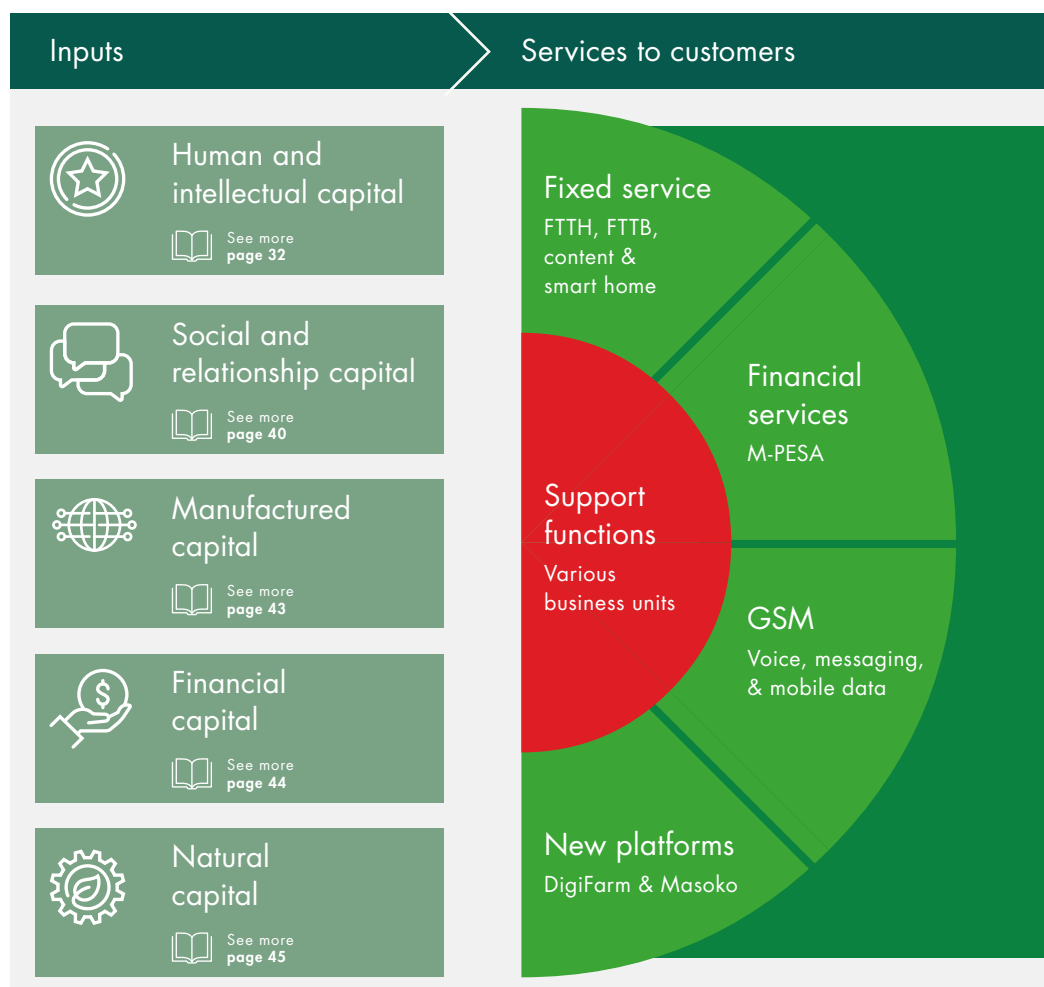 Inputs
Services to customers
Human and
intellectual capital
See more
page 32
Social and
relationship capital
See more
page 40
Manufactured
capital
See more
page 43
Financial
capital
$
See more
page 44
Natural
capital
See more
page 45
Fixed service
FTTH, FTTB,
content &
smart home
Financial
services
M-PESA
Support
functions
Various
business units
GSM
Voice, messaging,
& mobile data
New platforms
DigiFarm & Masoko